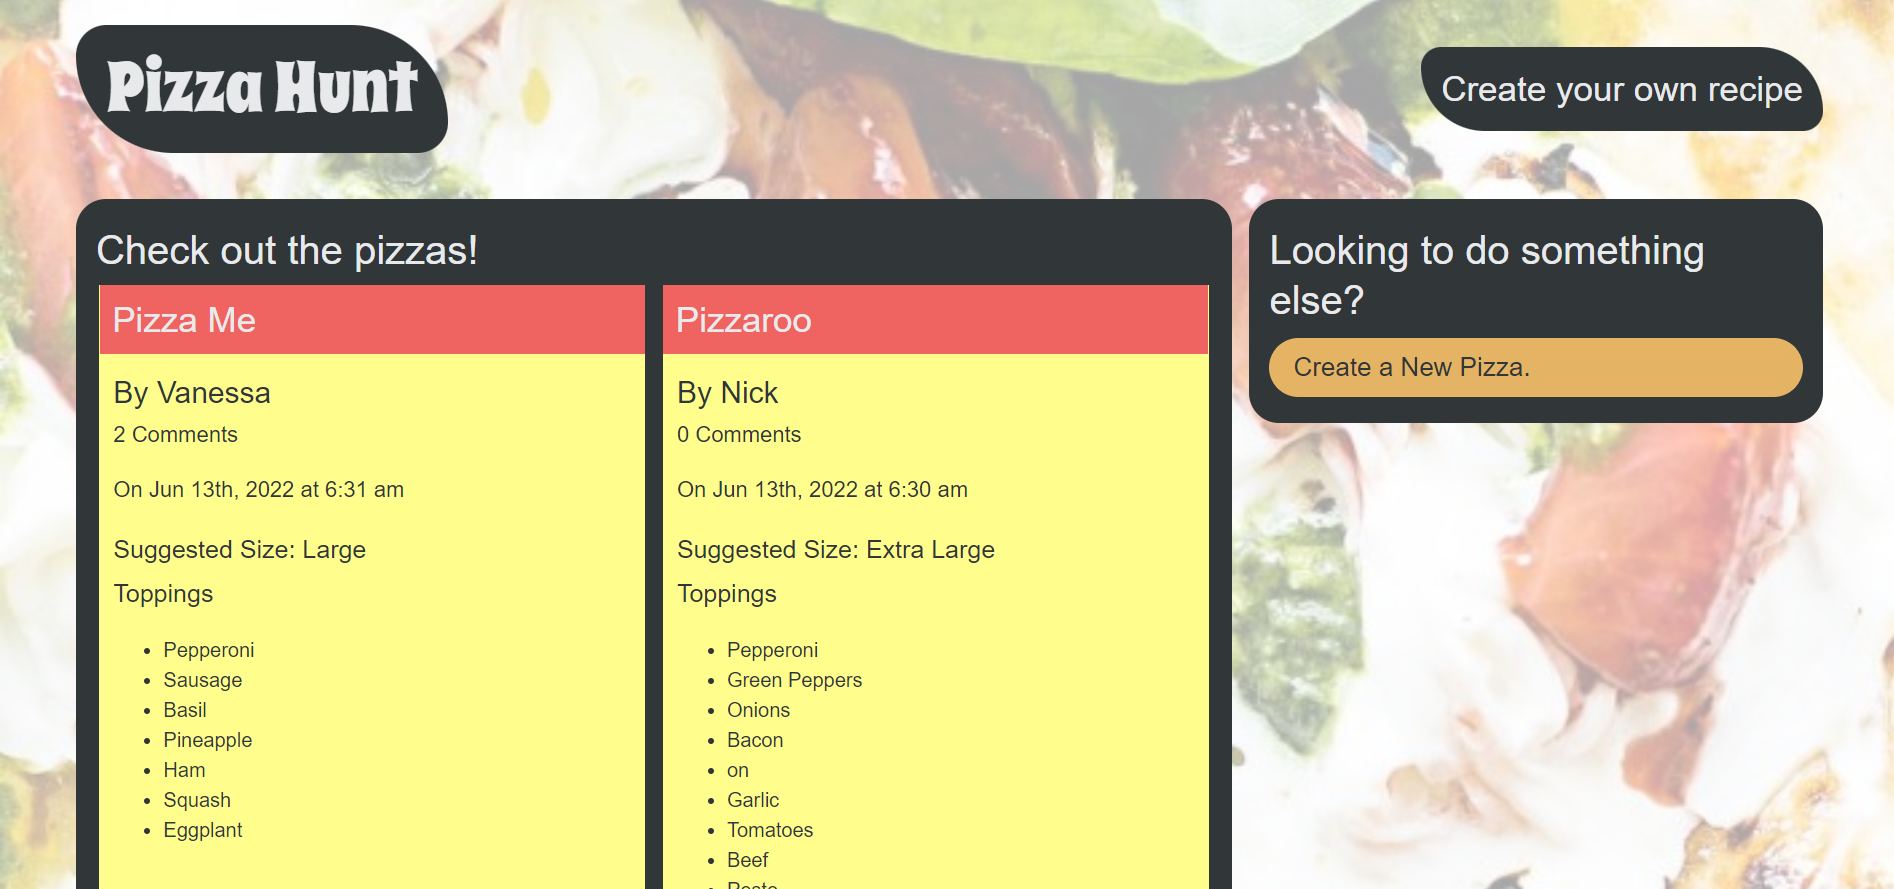 Pizza Hunt
Create your own recipe
Check out the pizzas!
Pizza Me
By Vanessa
2 Comments
On Jun 13th, 2022 at 6:31 am
Suggested Size: Large
Toppings
Pepperoni
Sausage
Basil
Pineapple
Ham
Squash
Eggplant
Pizzaroo
By Nick
0 Comments
On Jun 13th, 2022 at 6:30 am
Suggested Size: Extra Large
Toppings
Pepperoni
Green Peppers
Onions
Bacon
on
Garlic
Tomatoes
Beef
Looking to do something
else?
Create a New Pizza.